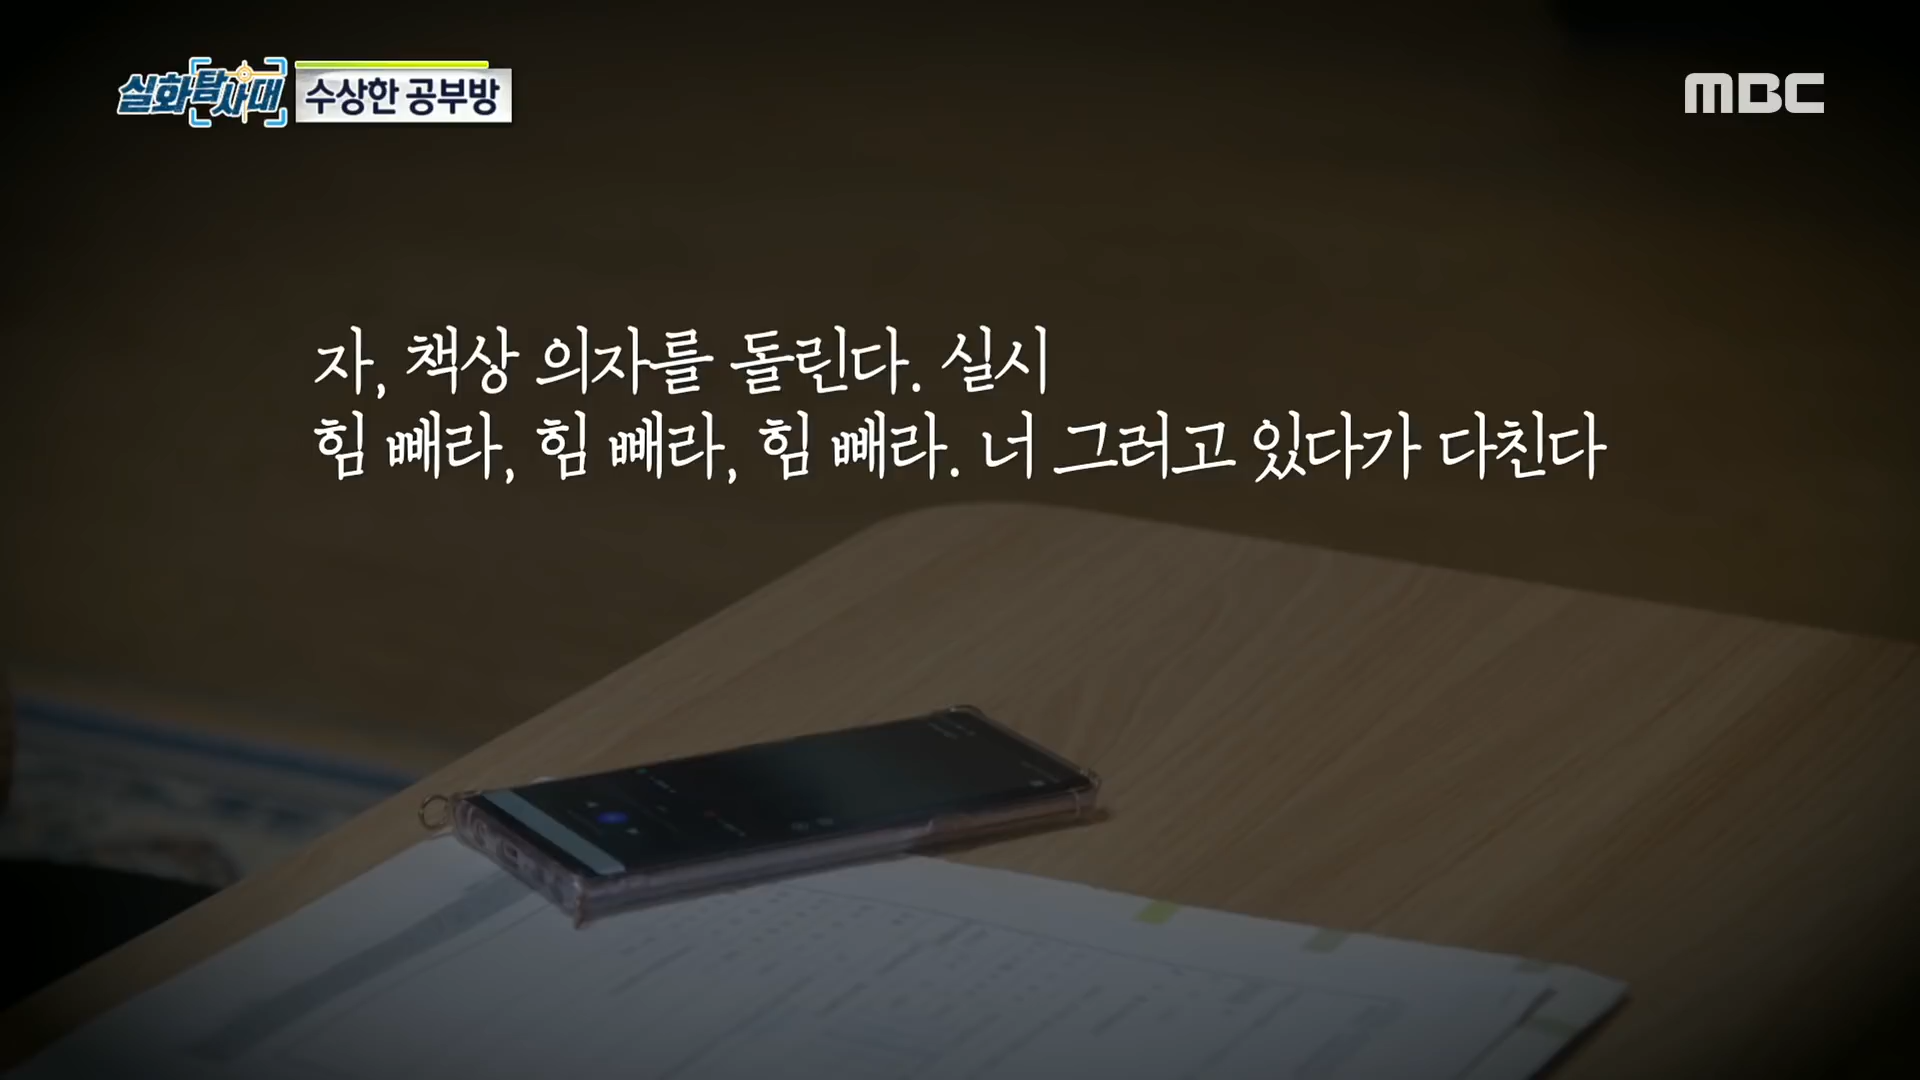 실화탐사대 수상한 공부방
MBC
자, 책상 의자를 돌린다. 실시
힘 빼라, 힘 빼라, 힘 빼라. 너 그러고 있다가 다친다